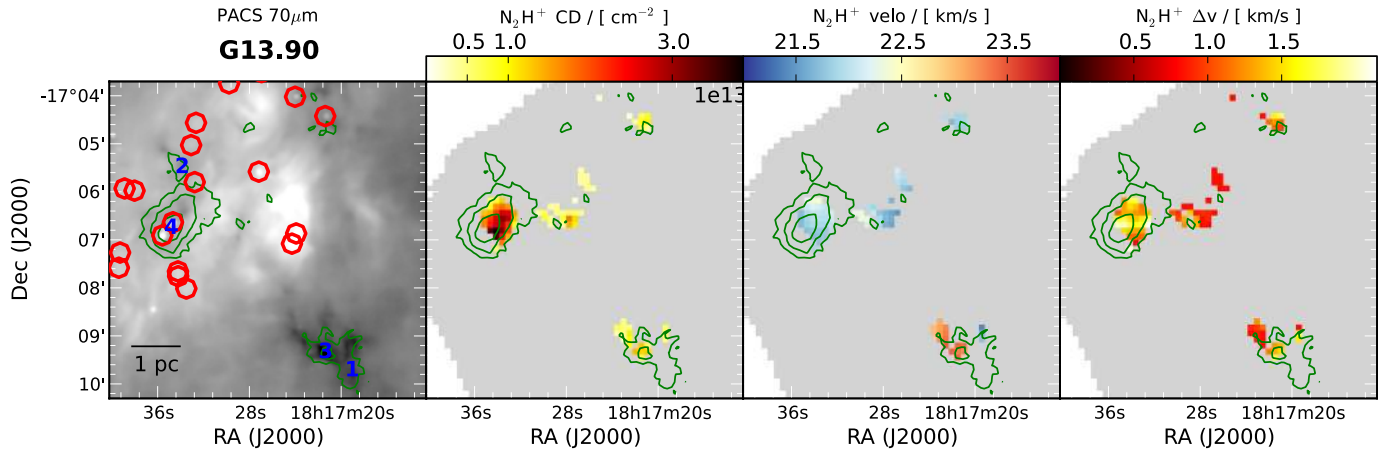 PACS 70μm
G13.90
N₂H⁺ CD / [ cm⁻² ]
0.5 1.0 3.0
1e13
N₂H⁺ velo / [ km/s ]
21.5 22.5 23.5
N₂H⁺ Δv / [ km/s ]
0.5 1.0 1.5
Dec (J2000)
-17°04'
05'
06'
07'
08'
09'
10'
2
4
3
1
1 pc
36s 28s 18h17m20s
RA (J2000)
36s 28s 18h17m20s
RA (J2000)
36s 28s 18h17m20s
RA (J2000)
36s 28s 18h17m20s
RA (J2000)